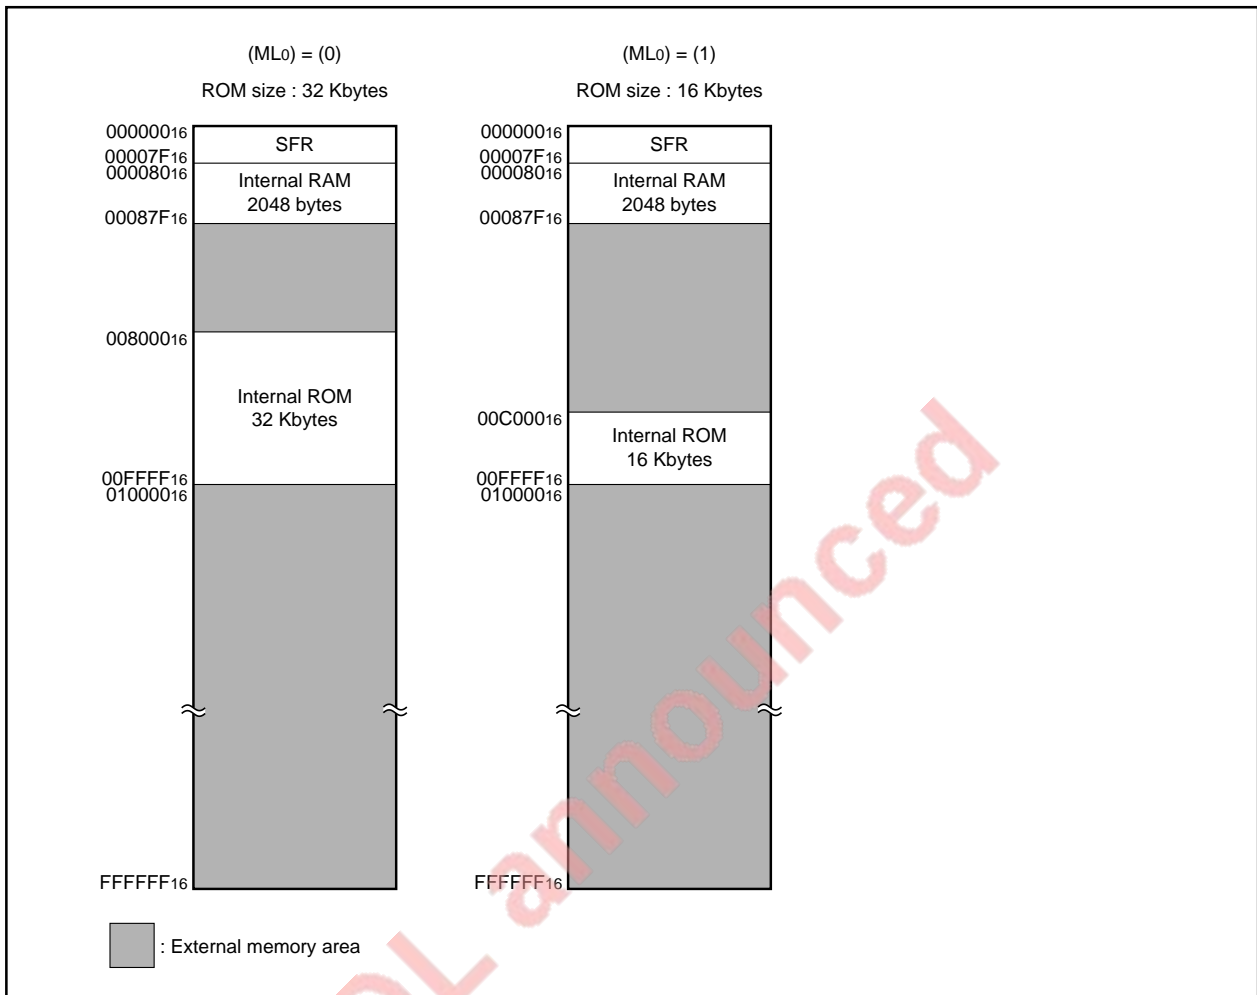 (ML0) = (0)
ROM size : 32 Kbytes
00000016
SFR
00007F16
00008016
Internal RAM
2048 bytes
00087F16
00800016
Internal ROM
32 Kbytes
00FFFF16
01000016
FFFFFF16
(ML0) = (1)
ROM size : 16 Kbytes
00000016
SFR
00007F16
00008016
Internal RAM
2048 bytes
00087F16
00C00016
Internal ROM
16 Kbytes
00FFFF16
01000016
FFFFFF16
: External memory area
OL announced